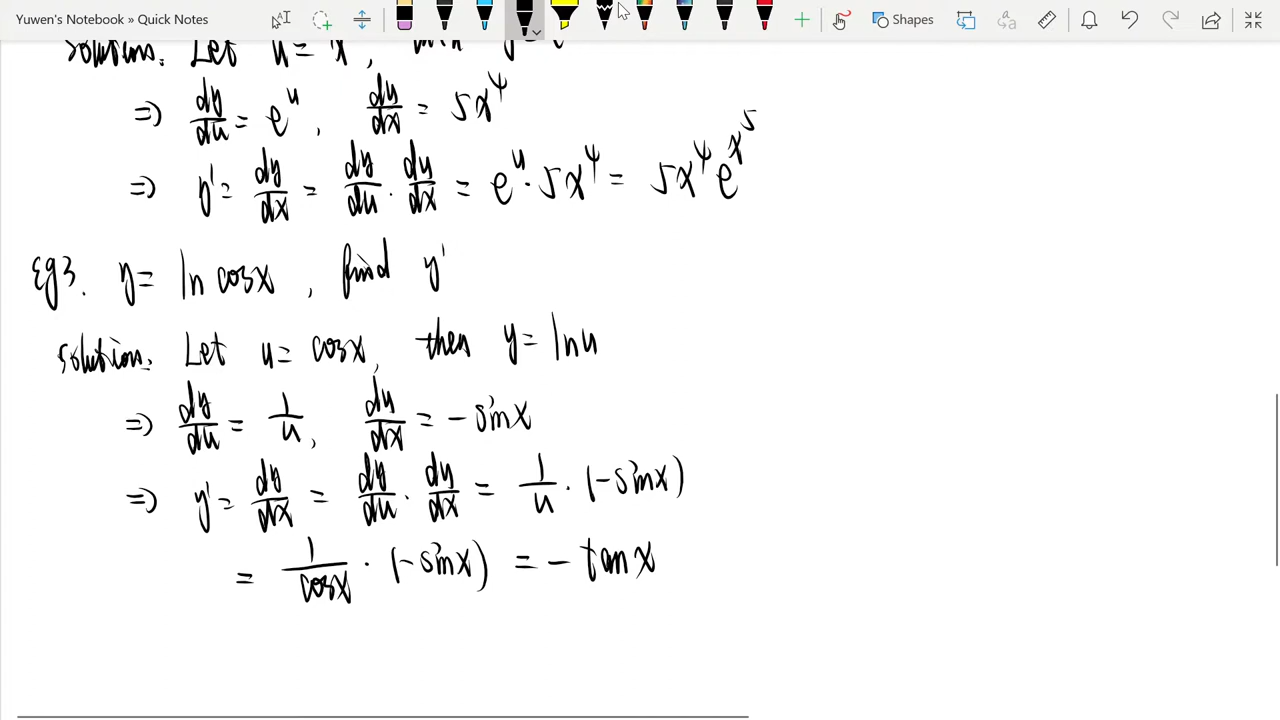 Yuwen's Notebook » Quick Notes
Shapes
solution. Let u =
⇒ dy/du = e^u, du/dx = 5x^4
⇒ y' = dy/dx = dy/du · du/dx = e^u · 5x^4 = 5x^4 e^x^5
Eg3. y = ln cosx, find y'
solution. Let u = cosx, then y = ln u
⇒ dy/du = 1/u, du/dx = -sinx
⇒ y' = dy/dx = dy/du · du/dx = 1/u · (-sinx)
= 1/cosx · (-sinx) = -tanx